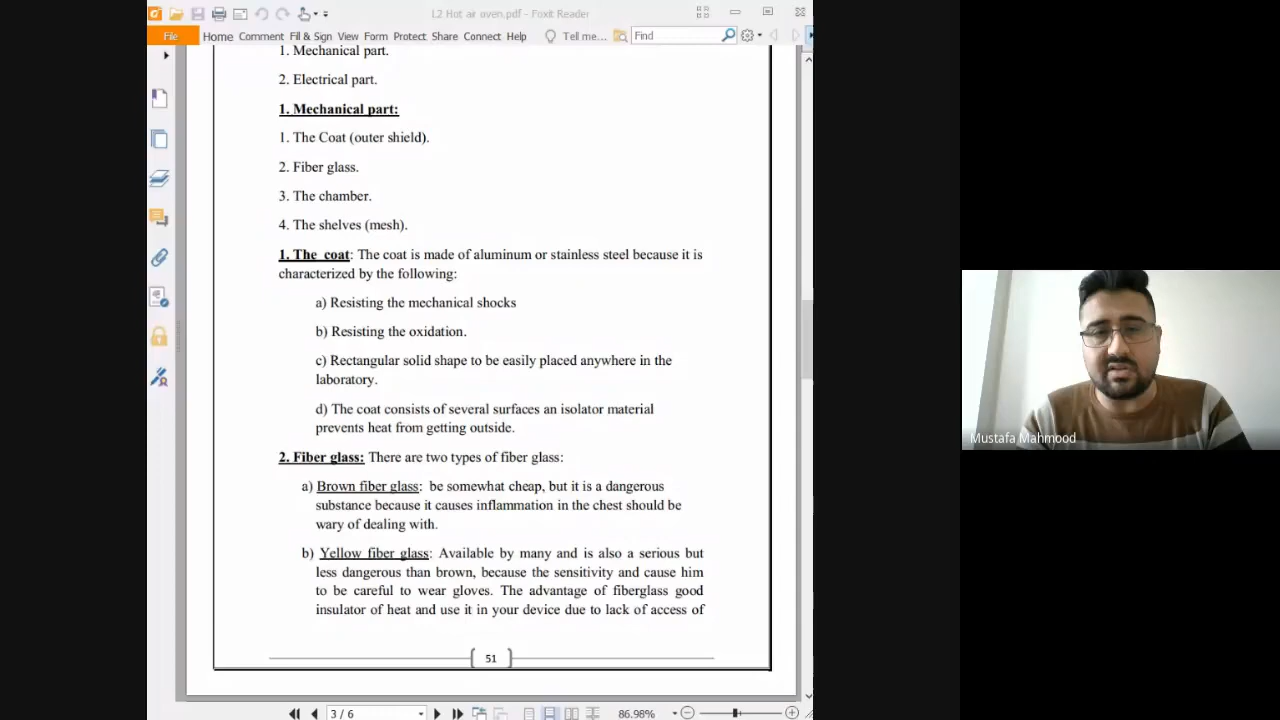 L2 Hot air oven.pdf - Foxit Reader
File Home Comment Fill & Sign View Form Protect Share Connect Help Tell me... Find
1. Mechanical part.
2. Electrical part.
1. Mechanical part:
1. The Coat (outer shield).
2. Fiber glass.
3. The chamber.
4. The shelves (mesh).
1. The coat: The coat is made of aluminum or stainless steel because it is
characterized by the following:
a) Resisting the mechanical shocks
b) Resisting the oxidation.
c) Rectangular solid shape to be easily placed anywhere in the
laboratory.
d) The coat consists of several surfaces an isolator material
prevents heat from getting outside.
2. Fiber glass: There are two types of fiber glass:
a) Brown fiber glass: be somewhat cheap, but it is a dangerous
substance because it causes inflammation in the chest should be
wary of dealing with.
b) Yellow fiber glass: Available by many and is also a serious but
less dangerous than brown, because the sensitivity and cause him
to be careful to wear gloves. The advantage of fiberglass good
insulator of heat and use it in your device due to lack of access of
51
3 / 6
86.98%
Mustafa Mahmood